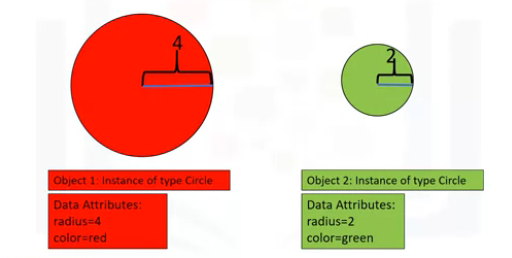 4
2
Object 1: Instance of type Circle
Data Attributes:
radius=4
color=red
Object 2: Instance of type Circle
Data Attributes:
radius=2
color=green